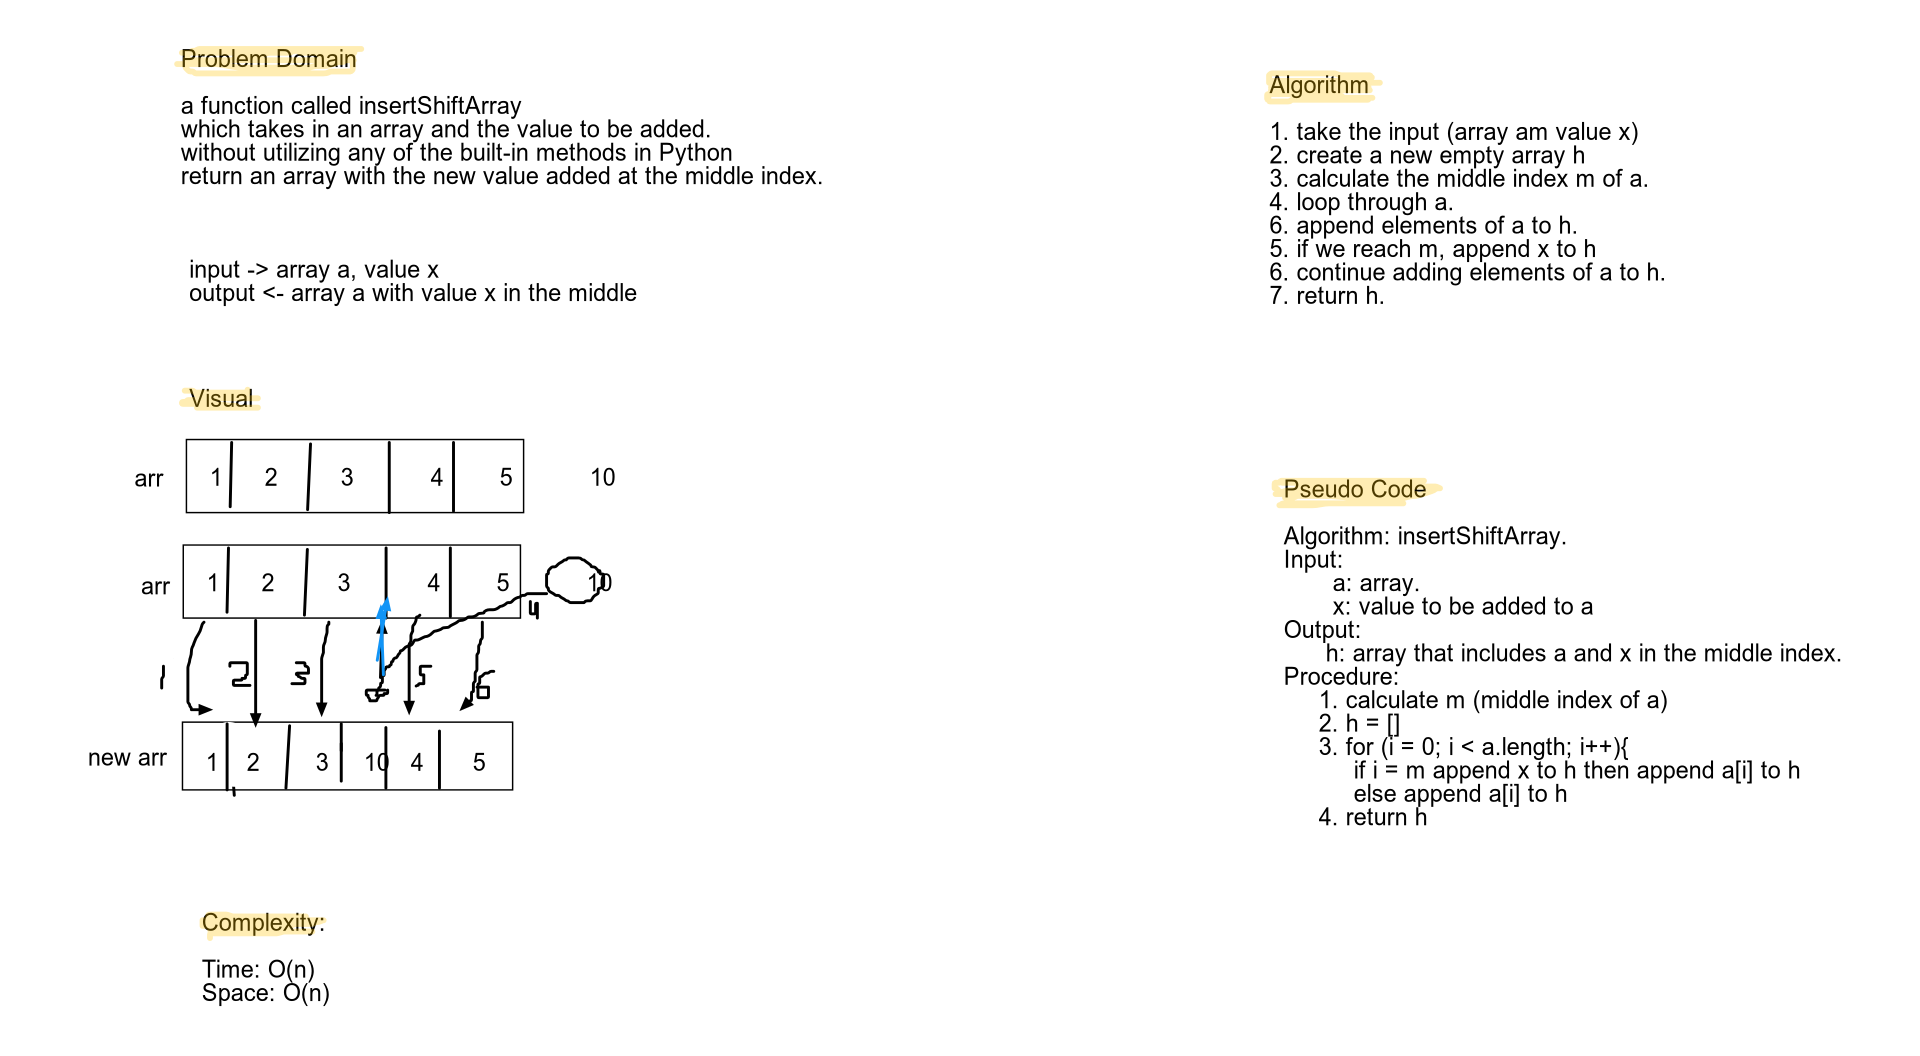 Problem Domain
a function called insertShiftArray
which takes in an array and the value to be added.
without utilizing any of the built-in methods in Python
return an array with the new value added at the middle index.
input -> array a, value x
output <- array a with value x in the middle
Visual
arr 1 2 3 4 5 10
arr 1 2 3 4 5 10
4
1 2 3 5 6
new arr 1 2 3 10 4 5
Complexity:
Time: O(n)
Space: O(n)
Algorithm
1. take the input (array am value x)
2. create a new empty array h
3. calculate the middle index m of a.
4. loop through a.
6. append elements of a to h.
5. if we reach m, append x to h
6. continue adding elements of a to h.
7. return h.
Pseudo Code
Algorithm: insertShiftArray.
Input:
a: array.
x: value to be added to a
Output:
h: array that includes a and x in the middle index.
Procedure:
1. calculate m (middle index of a)
2. h = []
3. for (i = 0; i < a.length; i++){
if i = m append x to h then append a[i] to h
else append a[i] to h
4. return h